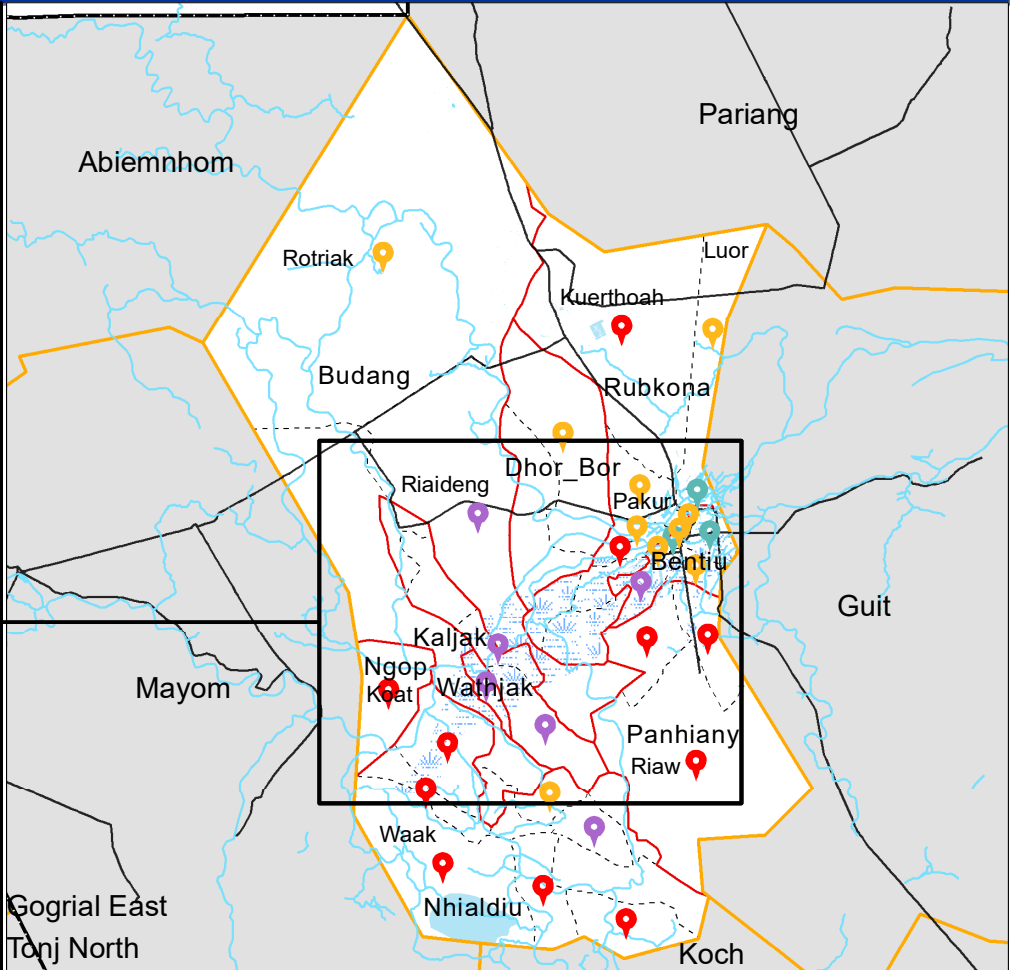 Pariang
Abiemnhom
Luor
Rotriak
Kuerthoah
Budang
Rubkona
Dhor_Bor
Riaideng
Pakur
Bentiu
Guit
Kaljak
Ngop
Koat
Wathjak
Mayom
Panhiany
Riaw
Waak
Nhialdiu
Gogrial East
Tonj North
Koch